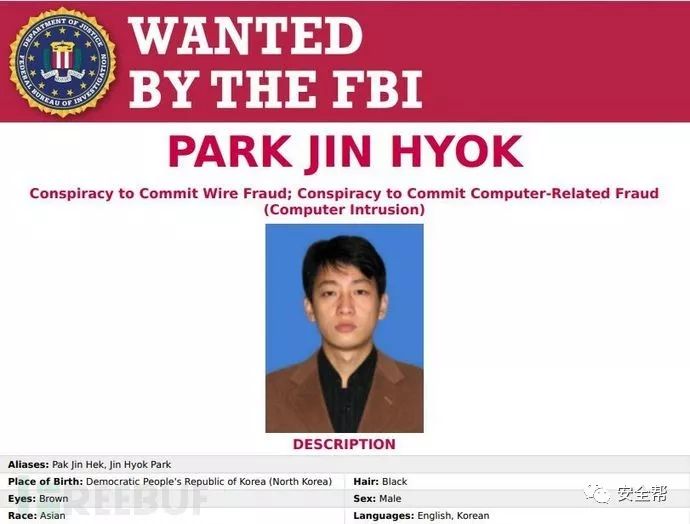 WANTED
BY THE FBI
PARK JIN HYOK
Conspiracy to Commit Wire Fraud; Conspiracy to Commit Computer-Related Fraud
(Computer Intrusion)
DESCRIPTION
Aliases: Pak Jin Hek, Jin Hyok Park
Place of Birth: Democratic People's Republic of Korea (North Korea) Hair: Black
Eyes: Brown Sex: Male
Race: Asian Languages: English, Korean
REEBUF
安全帮